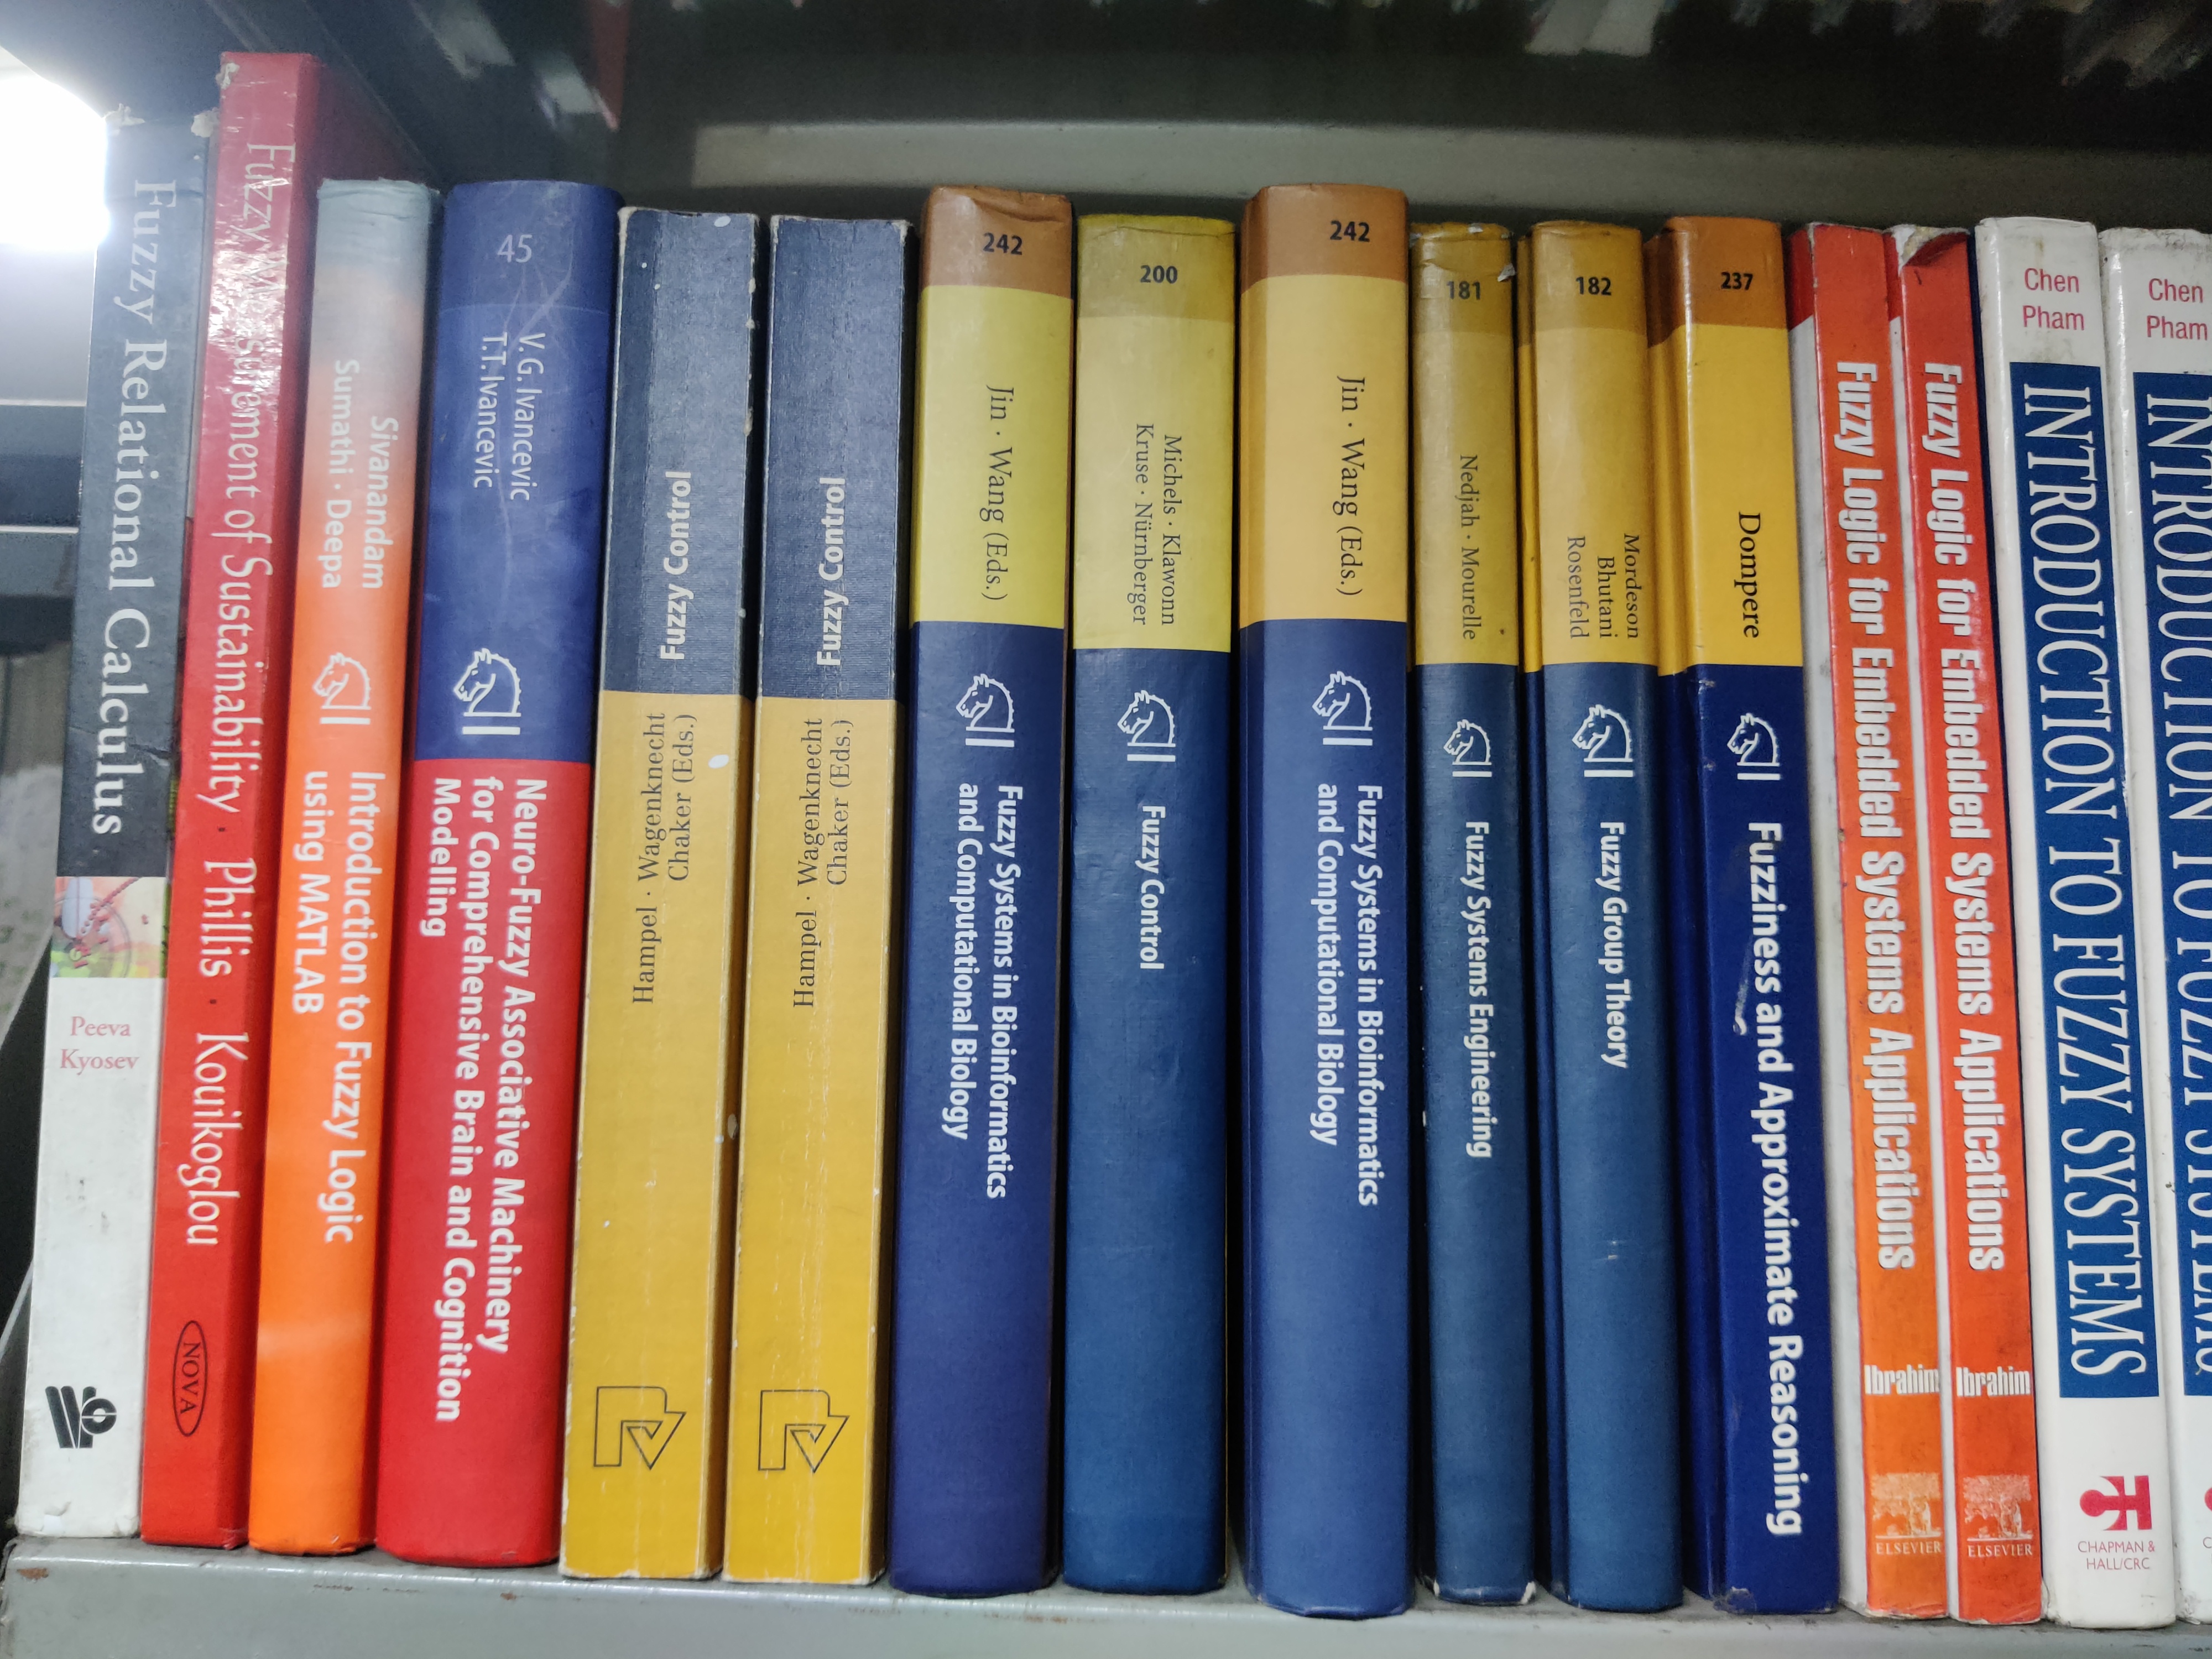 Fuzzy Relational Calculus
Peeva
Kyosev
Fuzzy Measurement of Sustainability · Phillis · Kouikoglou
NOVA
Sivanandam
Sumathi · Deepa
Introduction to Fuzzy Logic
using MATLAB
45
V.G. Ivancevic
T.T. Ivancevic
Neuro-Fuzzy Associative Machinery
for Comprehensive Brain and Cognition
Modelling
Fuzzy Control
Hampel · Wagenknecht
Chaker (Eds.)
Fuzzy Control
Hampel · Wagenknecht
Chaker (Eds.)
242
Jin · Wang (Eds.)
Fuzzy Systems in Bioinformatics
and Computational Biology
200
Michels · Klawonn
Kruse · Nürnberger
Fuzzy Control
242
Jin · Wang (Eds.)
Fuzzy Systems in Bioinformatics
and Computational Biology
181
Nedjah · Mourelle
Fuzzy Systems Engineering
182
Mordeson
Bhutani
Rosenfeld
Fuzzy Group Theory
237
Dompere
Fuzziness and Approximate Reasoning
Fuzzy Logic for Embedded Systems Applications
Ibrahim
ELSEVIER
Fuzzy Logic for Embedded Systems Applications
Ibrahim
ELSEVIER
Chen
Pham
INTRODUCTION TO FUZZY SYSTEMS
CHAPMAN &
HALL/CRC
Chen
Pham
INTRODUCTION TO FUZZY SYSTEMS